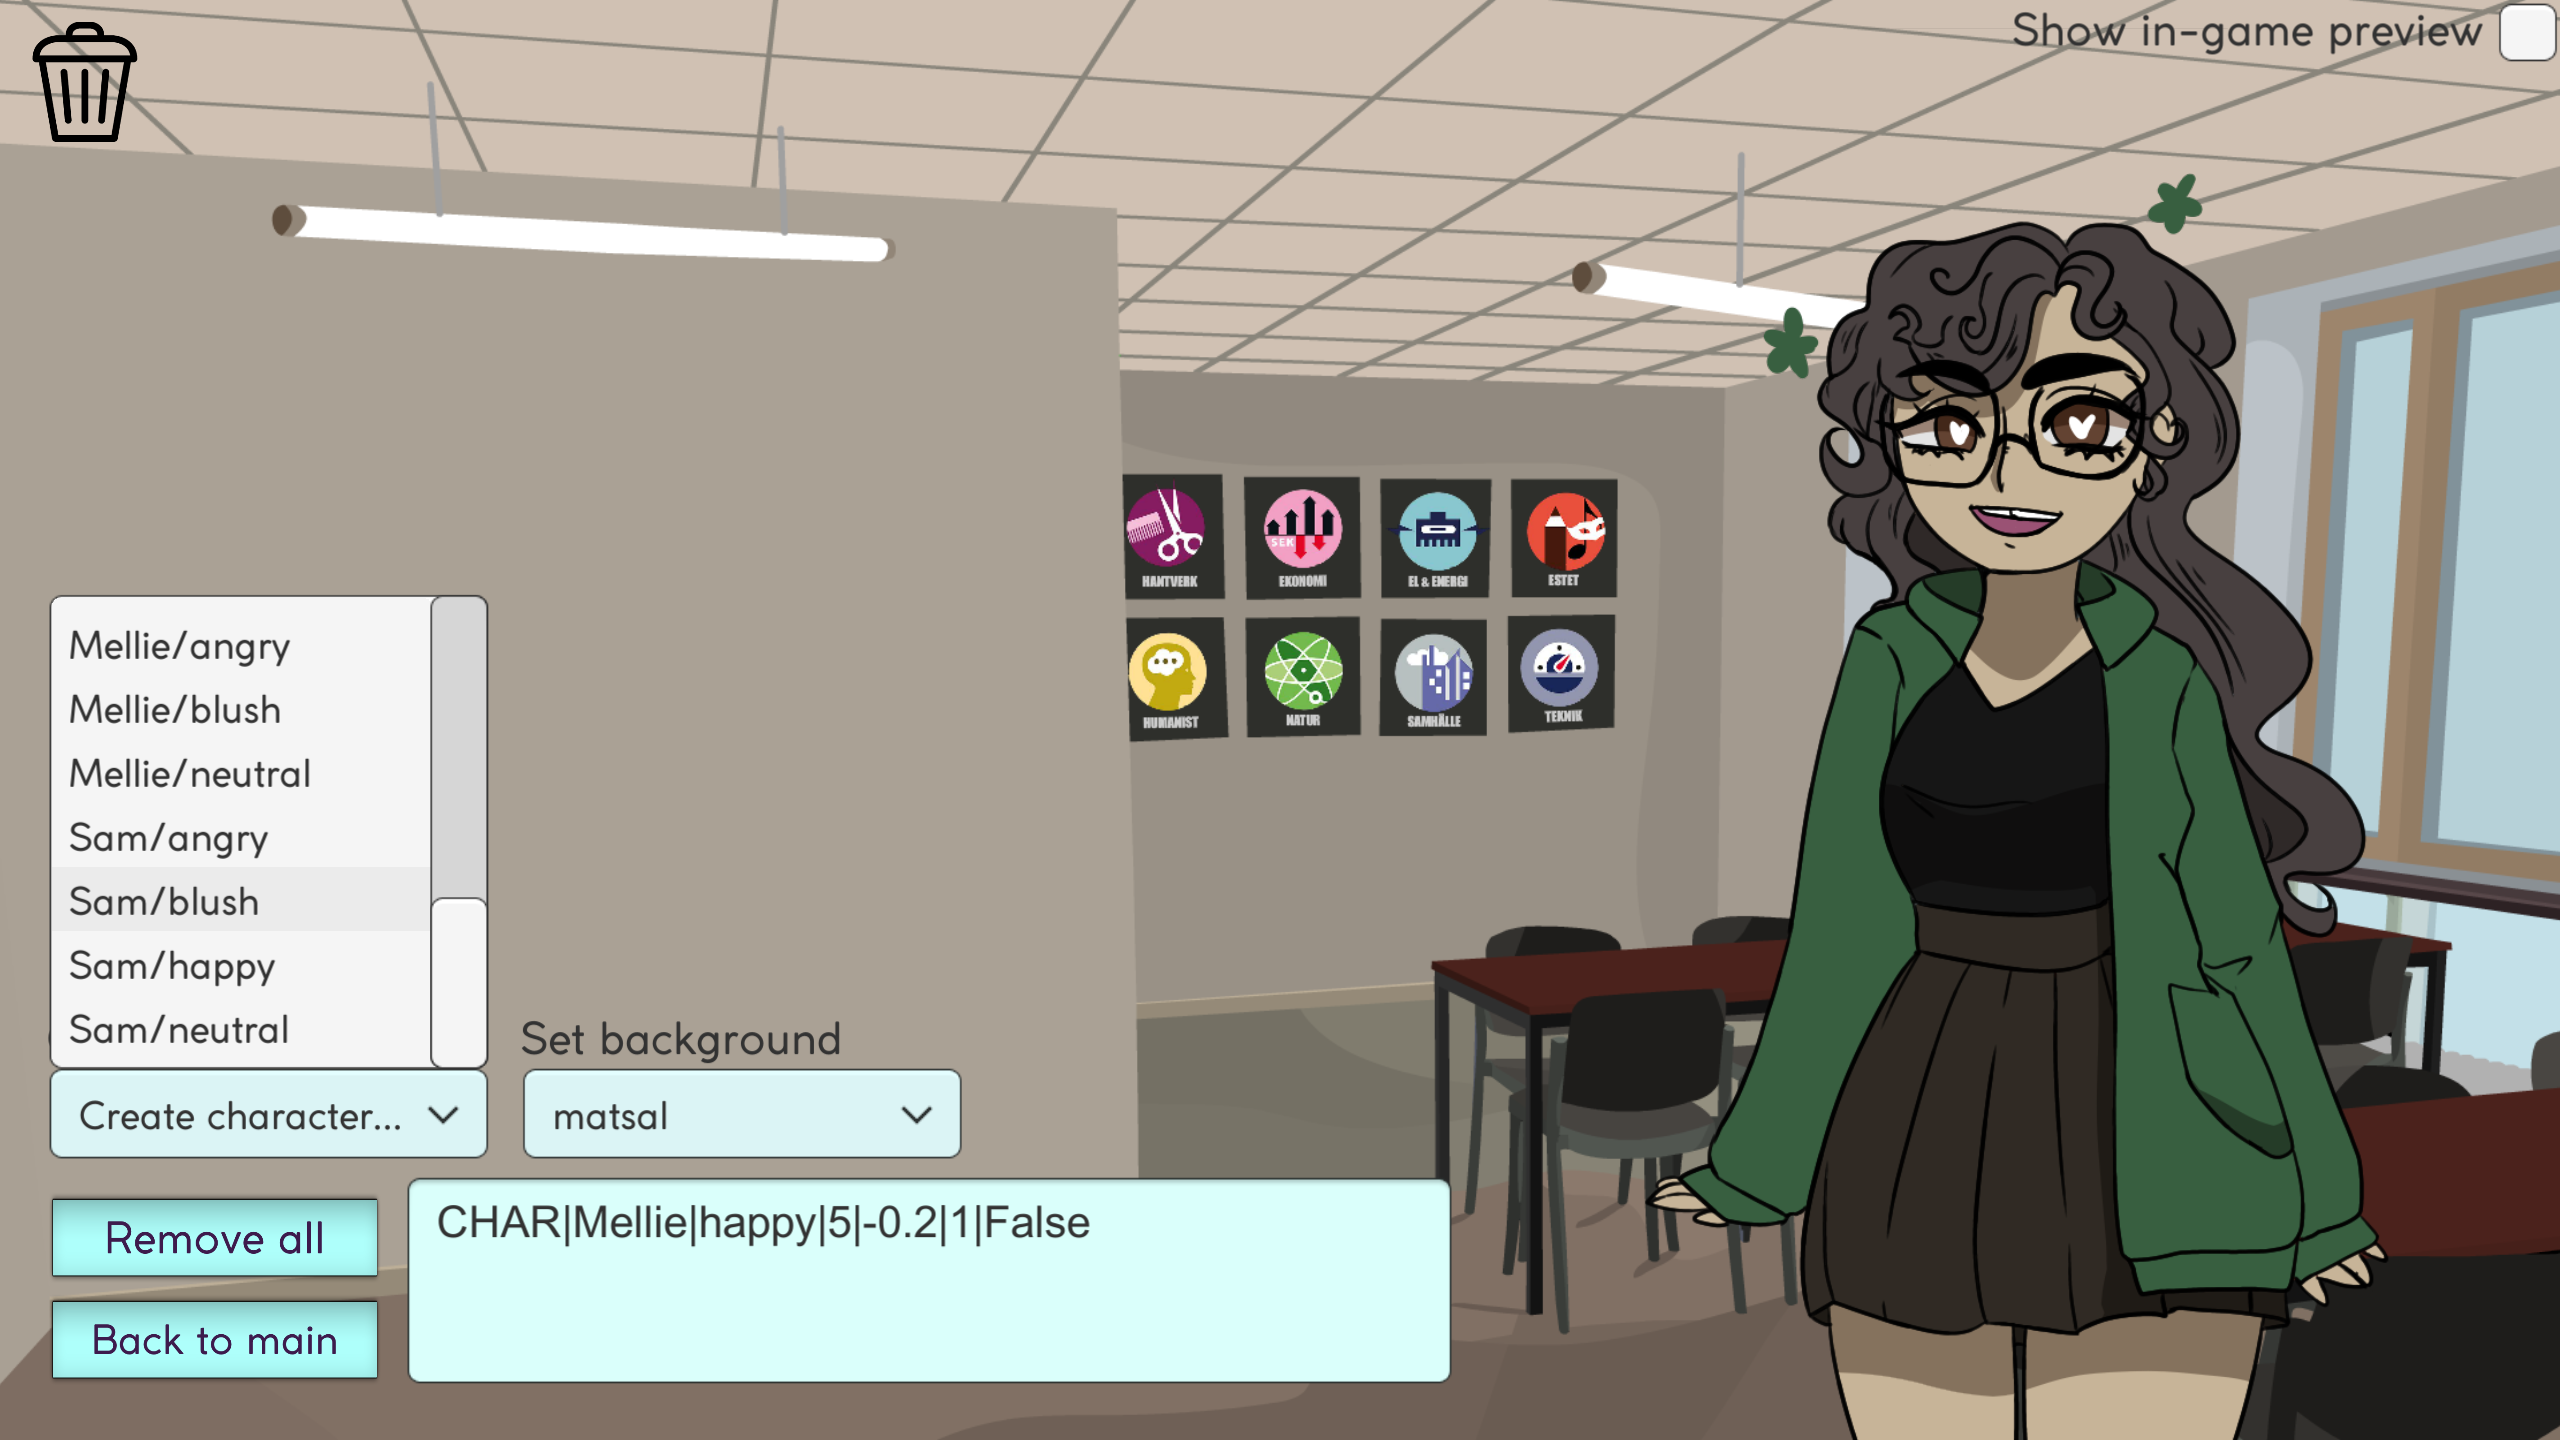 Show in-game preview
HANTVERK
EKONOMI
SEK
EL & ENERGI
ESTET
HUMANIST
NATUR
SAMHÄLLE
TEKNIK
Mellie/angry
Mellie/blush
Mellie/neutral
Sam/angry
Sam/blush
Sam/happy
Sam/neutral
Create character...
Set background
matsal
Remove all
Back to main
CHAR|Mellie|happy|5|-0.2|1|False